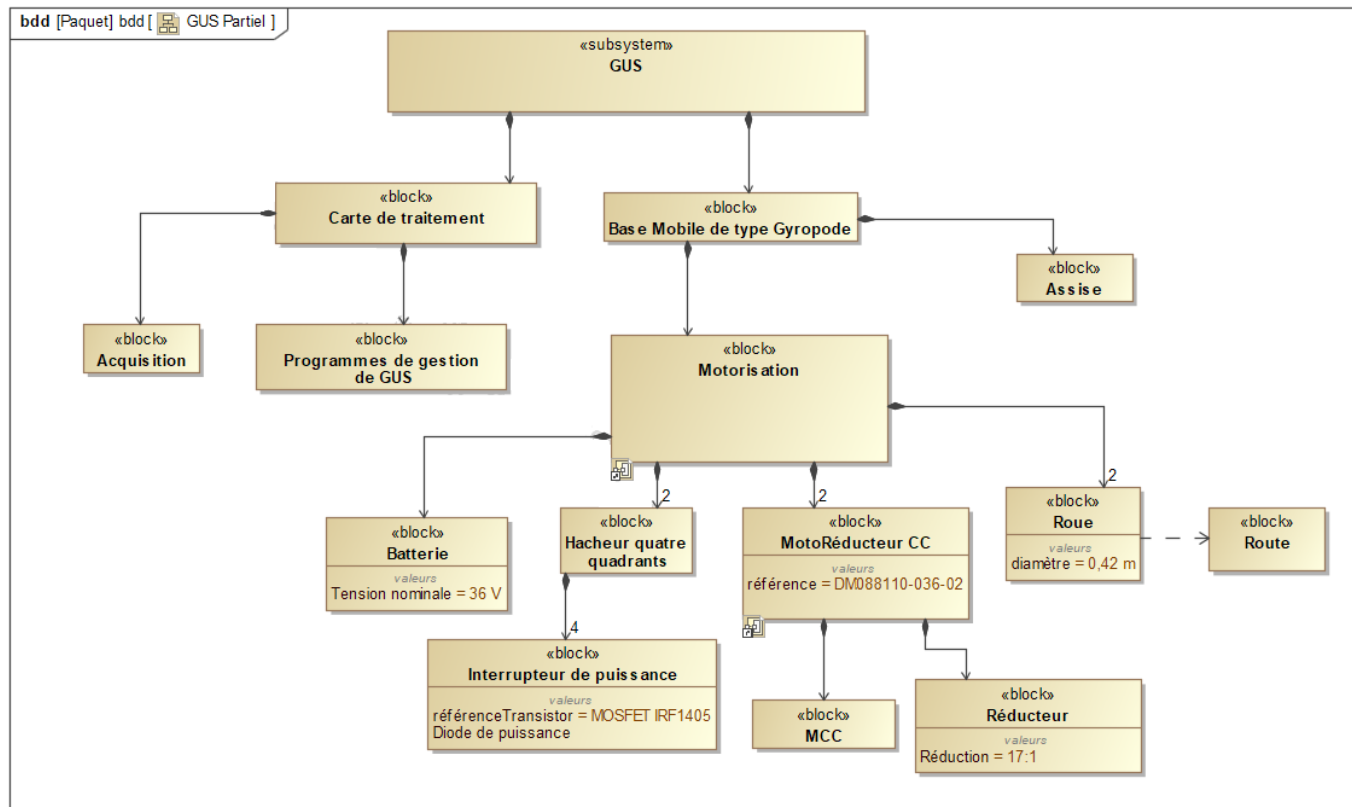 bdd [Paquet] bdd [ GUS Partiel ]
«subsystem»
GUS
«block»
Carte de traitement
«block»
Base Mobile de type Gyropode
«block»
Assise
«block»
Acquisition
«block»
Programmes de gestion
de GUS
«block»
Motorisation
2
2
2
«block»
Batterie
valeurs
Tension nominale = 36 V
«block»
Hacheur quatre
quadrants
«block»
MotoRéducteur CC
valeurs
référence = DM088110-036-02
«block»
Roue
valeurs
diamètre = 0,42 m
«block»
Route
4
«block»
Interrupteur de puissance
valeurs
référenceTransistor = MOSFET IRF1405
Diode de puissance
«block»
MCC
«block»
Réducteur
valeurs
Réduction = 17:1